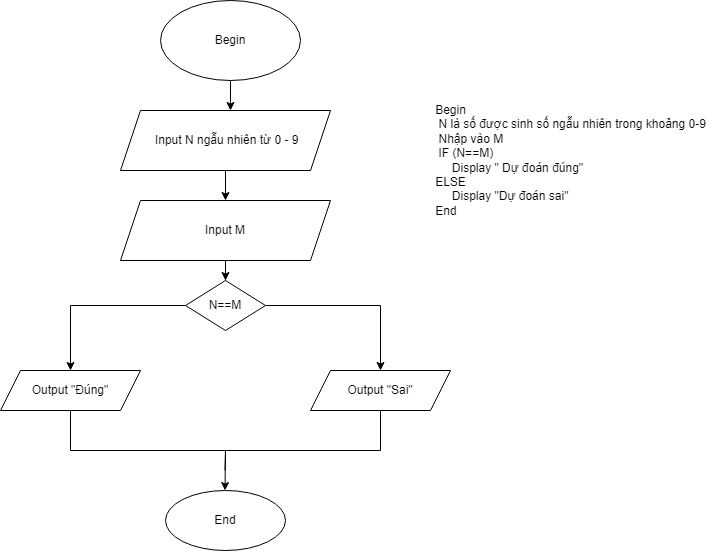 Begin
Input N ngẫu nhiên từ 0 - 9
Input M
N==M
Output "Đúng"
Output "Sai"
End
Begin
N là số được sinh số ngẫu nhiên trong khoảng 0-9
Nhập vào M
IF (N==M)
Display " Dự đoán đúng"
ELSE
Display "Dự đoán sai"
End